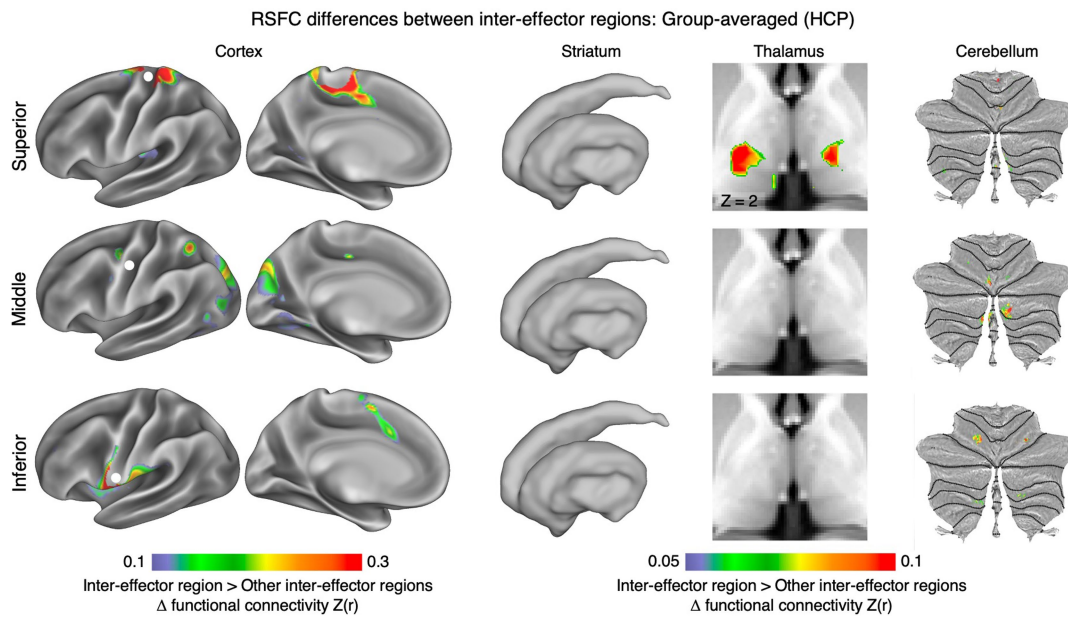 RSFC differences between inter-effector regions: Group-averaged (HCP)
Cortex
Striatum
Thalamus
Cerebellum
Superior
Z = 2
Middle
Inferior
0.1
0.3
Inter-effector region > Other inter-effector regions
Δ functional connectivity Z(r)
0.05
0.1
Inter-effector region > Other inter-effector regions
Δ functional connectivity Z(r)